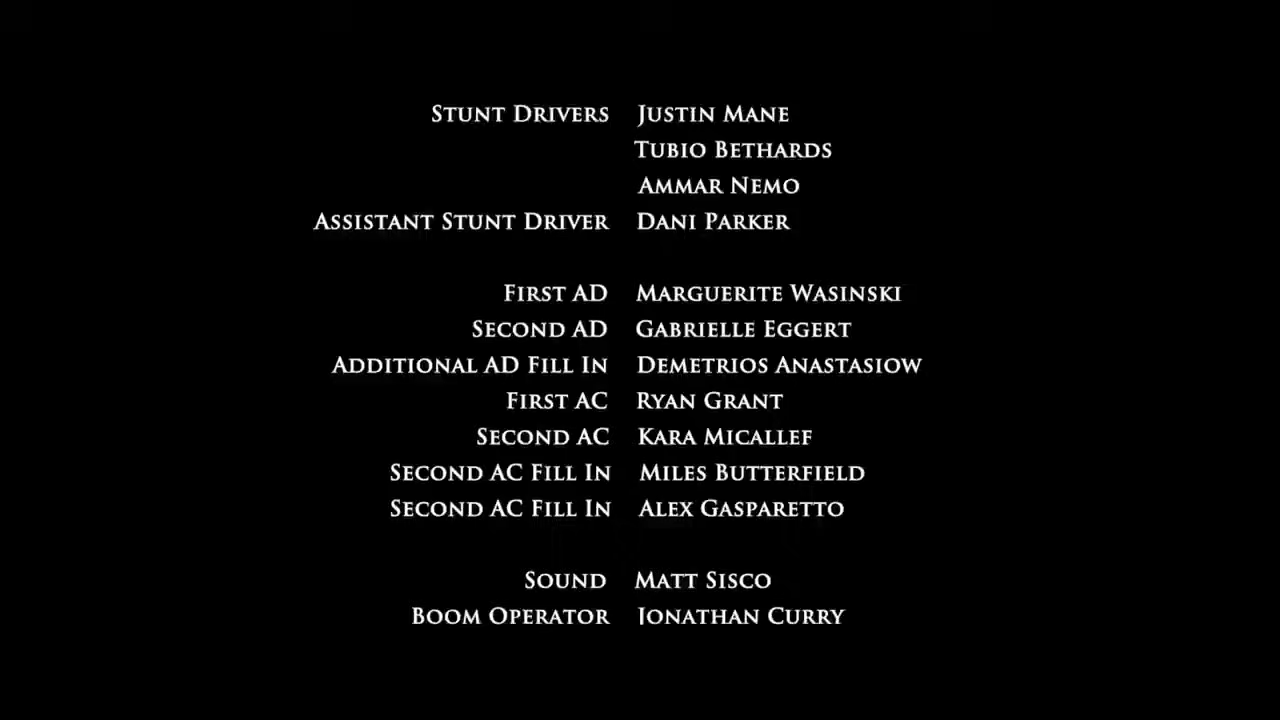 Stunt Drivers Justin Mane
Tubio Bethards
Ammar Nemo
Assistant Stunt Driver Dani Parker
First AD Marguerite Wasinski
Second AD Gabrielle Eggert
Additional AD Fill In Demetrios Anastasiow
First AC Ryan Grant
Second AC Kara Micallef
Second AC Fill In Miles Butterfield
Second AC Fill In Alex Gasparetto
Sound Matt Sisco
Boom Operator Jonathan Curry